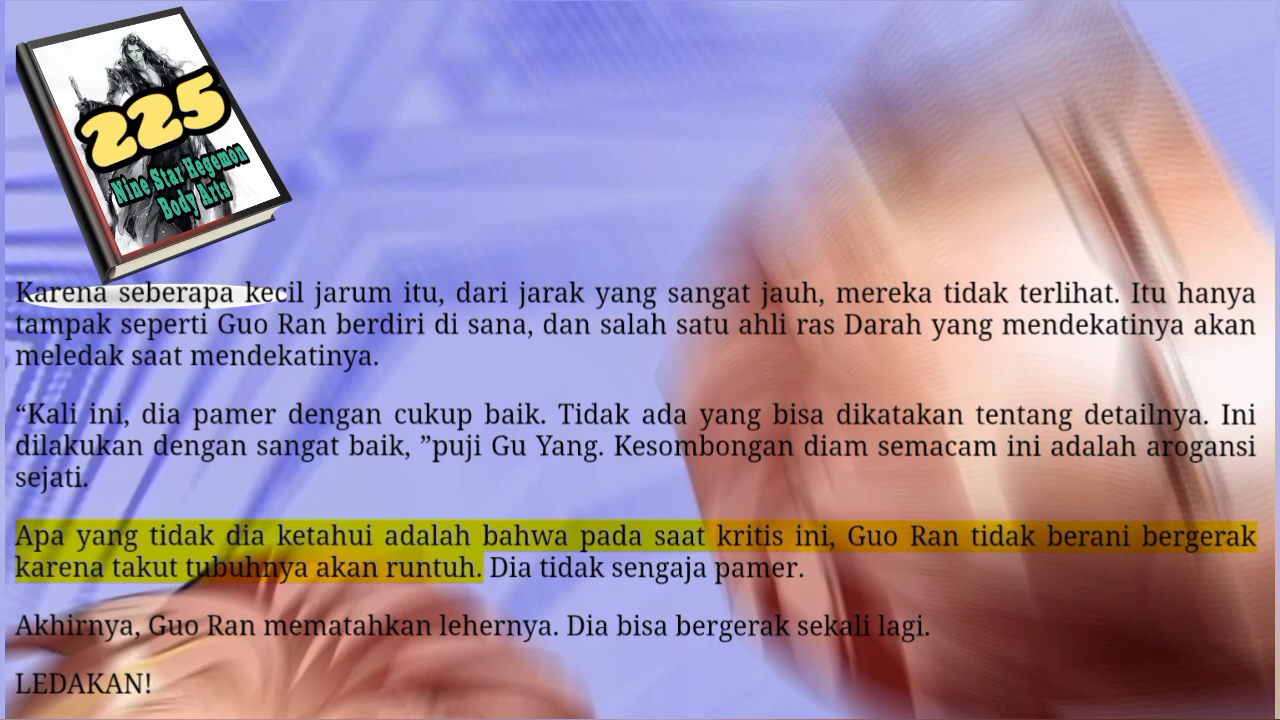 225
Nine Star Hegemon
Body Arts
Karena seberapa kecil jarum itu, dari jarak yang sangat jauh, mereka tidak terlihat. Itu hanya
tampak seperti Guo Ran berdiri di sana, dan salah satu ahli ras Darah yang mendekatinya akan
meledak saat mendekatinya.
“Kali ini, dia pamer dengan cukup baik. Tidak ada yang bisa dikatakan tentang detailnya. Ini
dilakukan dengan sangat baik, ”puji Gu Yang. Kesombongan diam semacam ini adalah arogansi
sejati.
Apa yang tidak dia ketahui adalah bahwa pada saat kritis ini, Guo Ran tidak berani bergerak
karena takut tubuhnya akan runtuh. Dia tidak sengaja pamer.
Akhirnya, Guo Ran mematahkan lehernya. Dia bisa bergerak sekali lagi.
LEDAKAN!